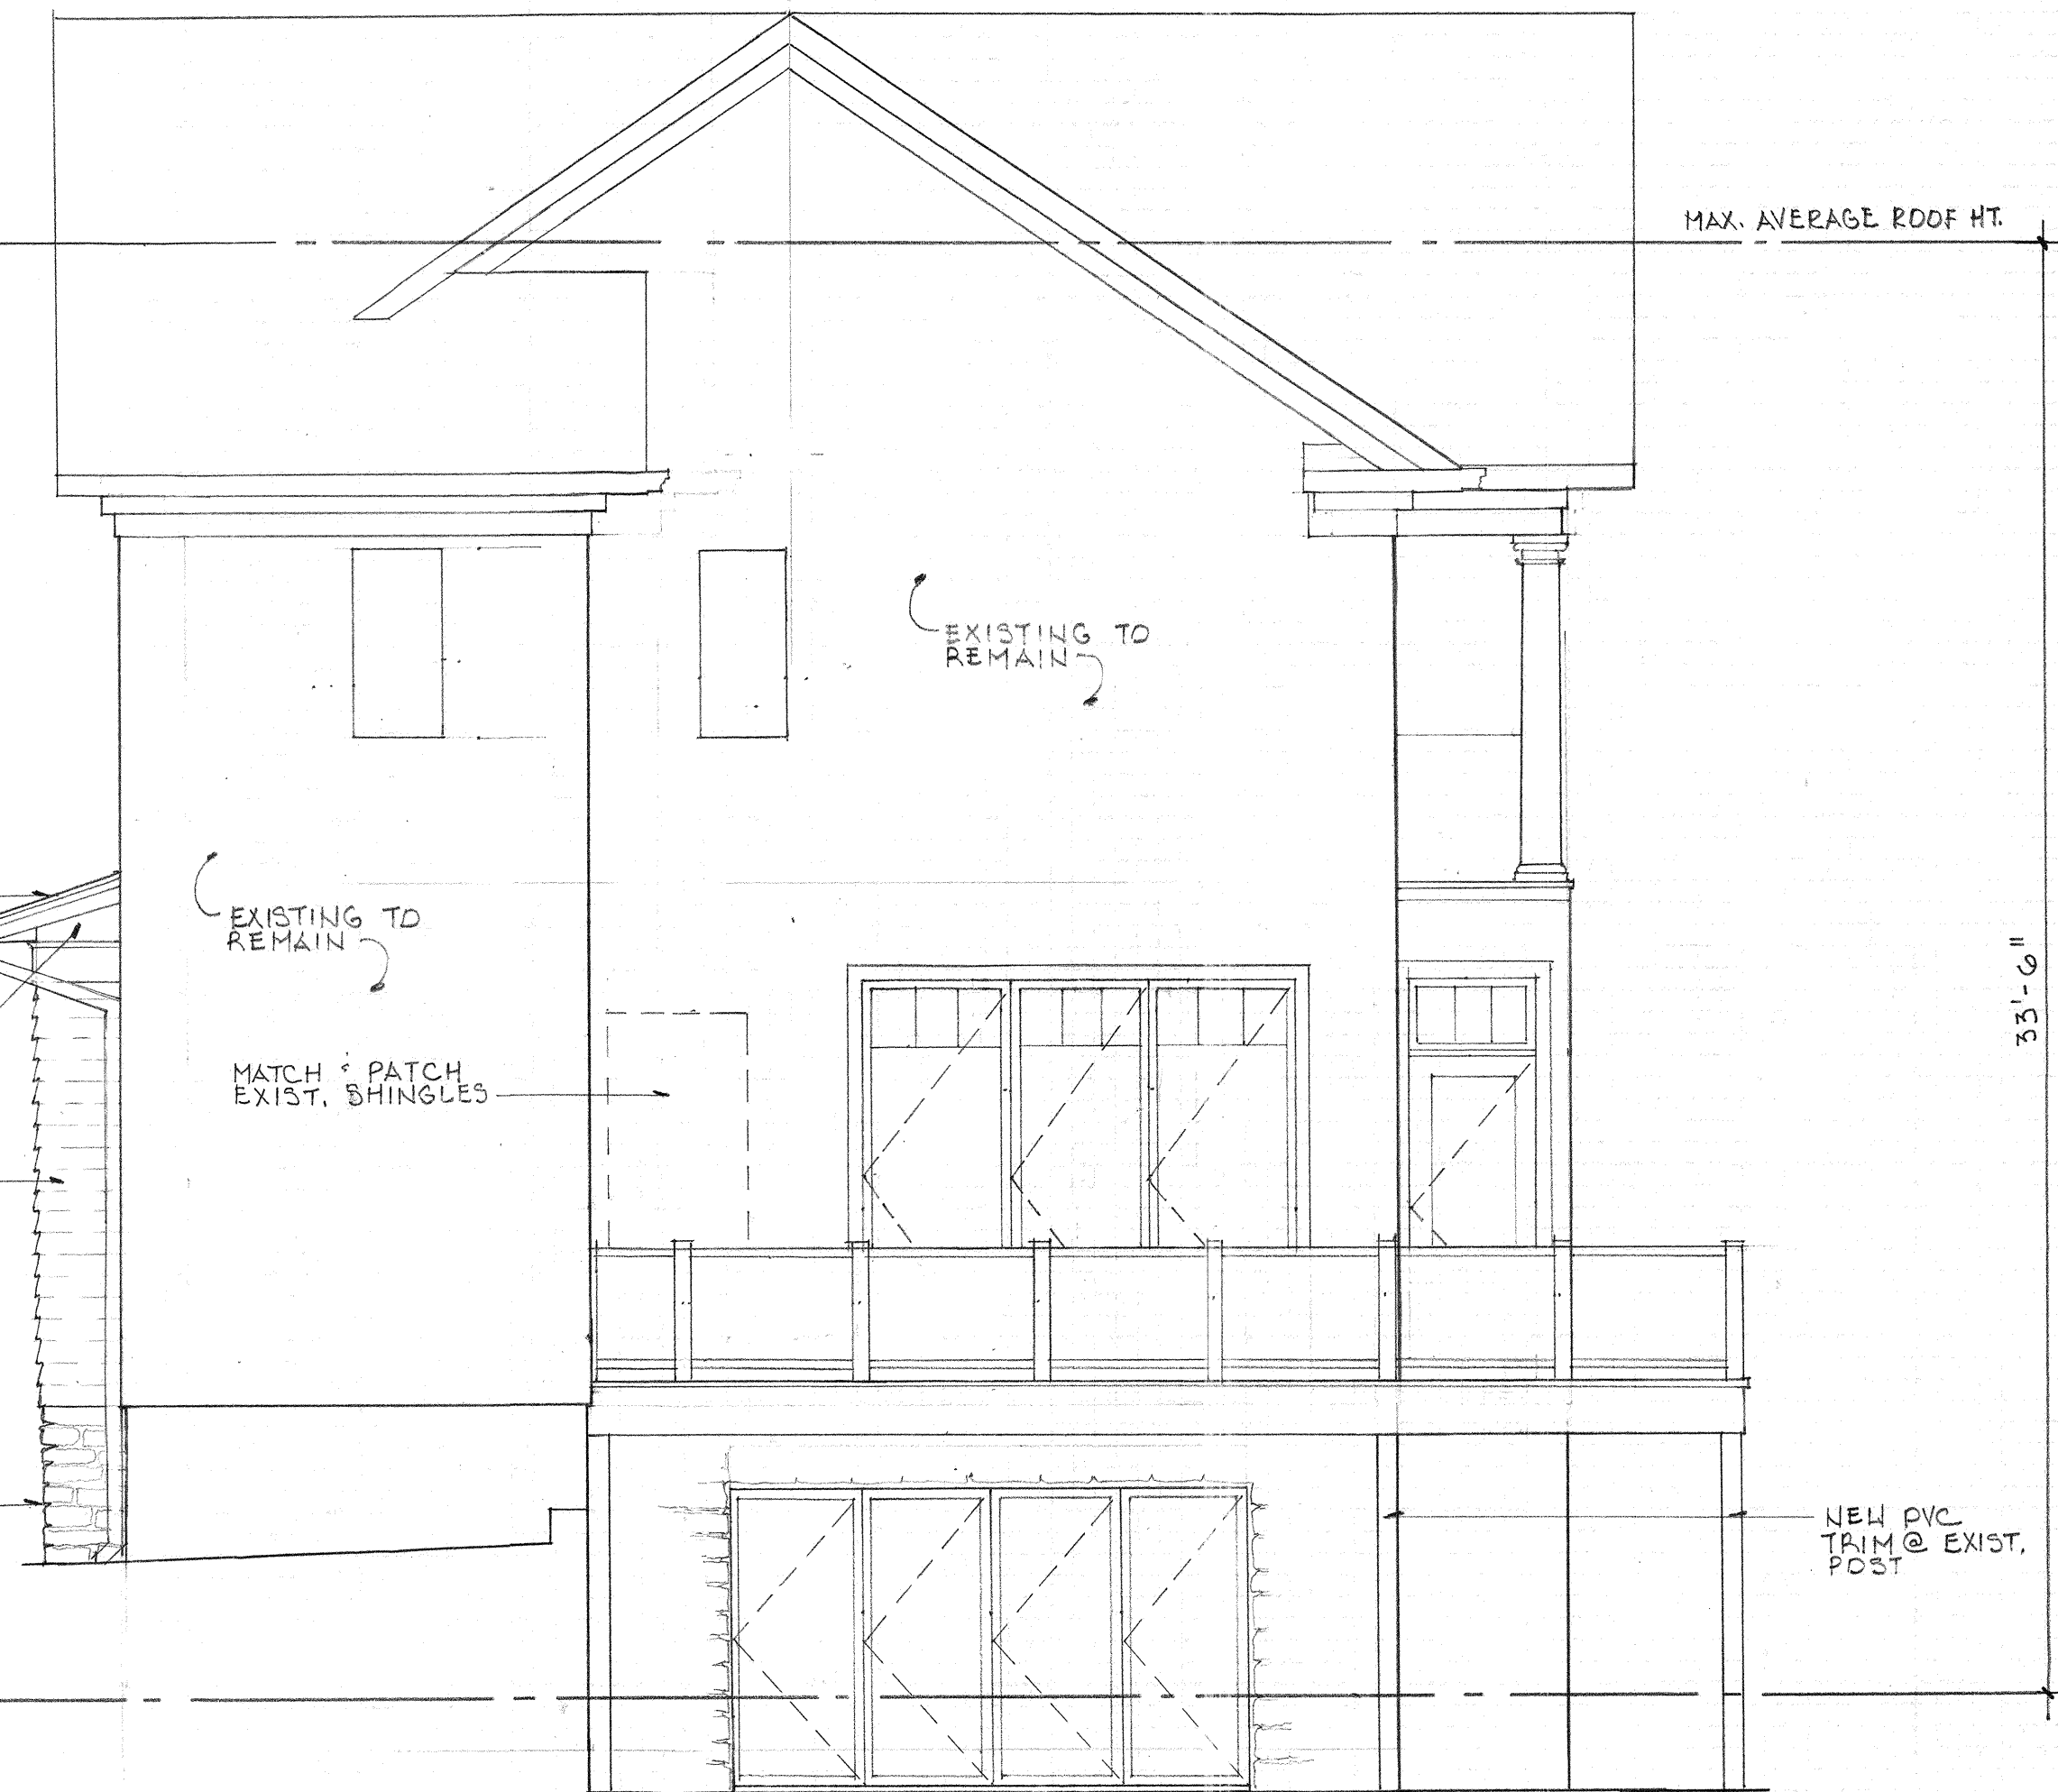 MAX. AVERAGE ROOF HT.
EXISTING TO
REMAIN
EXISTING TO
REMAIN
33'-6"
MATCH & PATCH
EXIST. SHINGLES
NEW PVC
TRIM @ EXIST.
POST